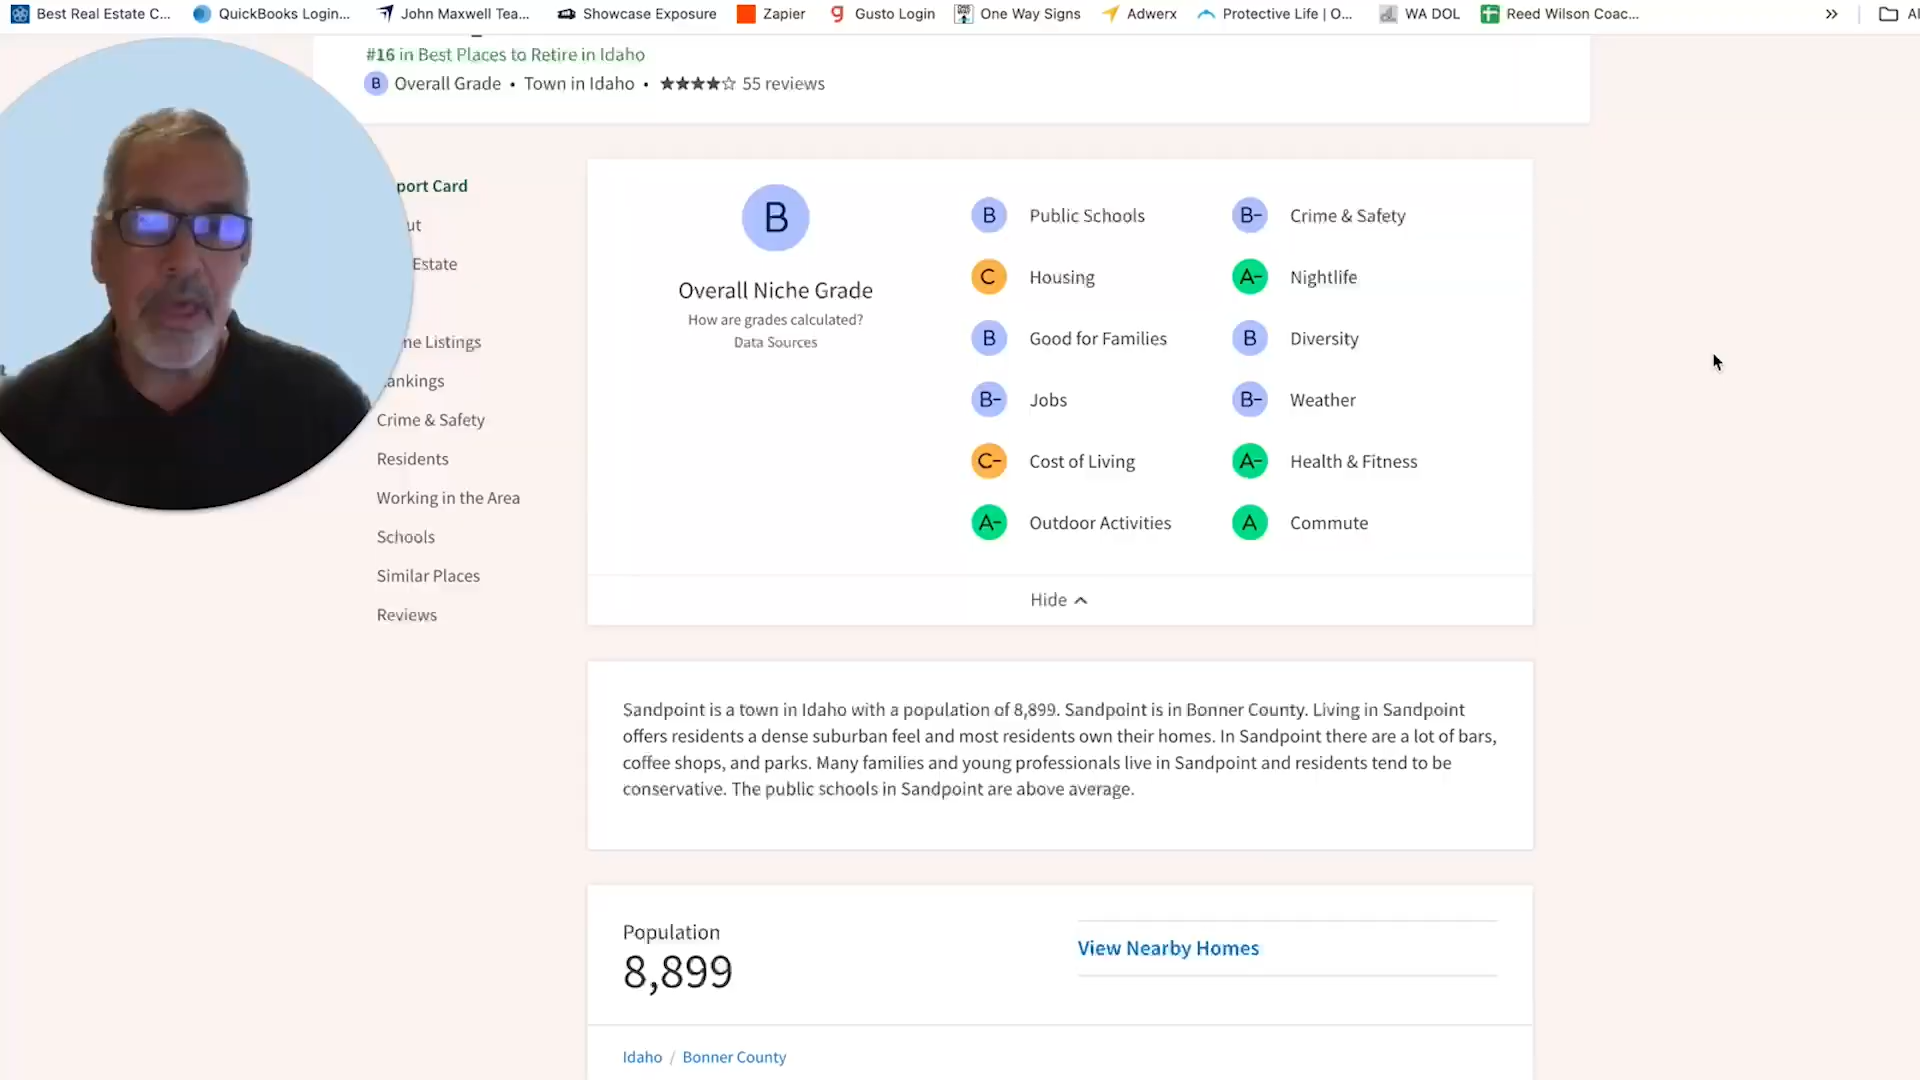 Best Real Estate C...
QuickBooks Login...
John Maxwell Tea...
Showcase Exposure
Zapier
Gusto Login
One Way Signs
Adwerx
Protective Life | O...
WA DOL
Reed Wilson Coac...
#16 in Best Places to Retire in Idaho
B Overall Grade • Town in Idaho • ★★★★☆ 55 reviews
port Card
ut
Estate
ne Listings
ankings
Crime & Safety
Residents
Working in the Area
Schools
Similar Places
Reviews
B
Overall Niche Grade
How are grades calculated?
Data Sources
B Public Schools
B- Crime & Safety
C Housing
A- Nightlife
B Good for Families
B Diversity
B- Jobs
B- Weather
C- Cost of Living
A- Health & Fitness
A- Outdoor Activities
A Commute
Hide
Sandpoint is a town in Idaho with a population of 8,899. Sandpoint is in Bonner County. Living in Sandpoint
offers residents a dense suburban feel and most residents own their homes. In Sandpoint there are a lot of bars,
coffee shops, and parks. Many families and young professionals live in Sandpoint and residents tend to be
conservative. The public schools in Sandpoint are above average.
Population
8,899
View Nearby Homes
Idaho / Bonner County